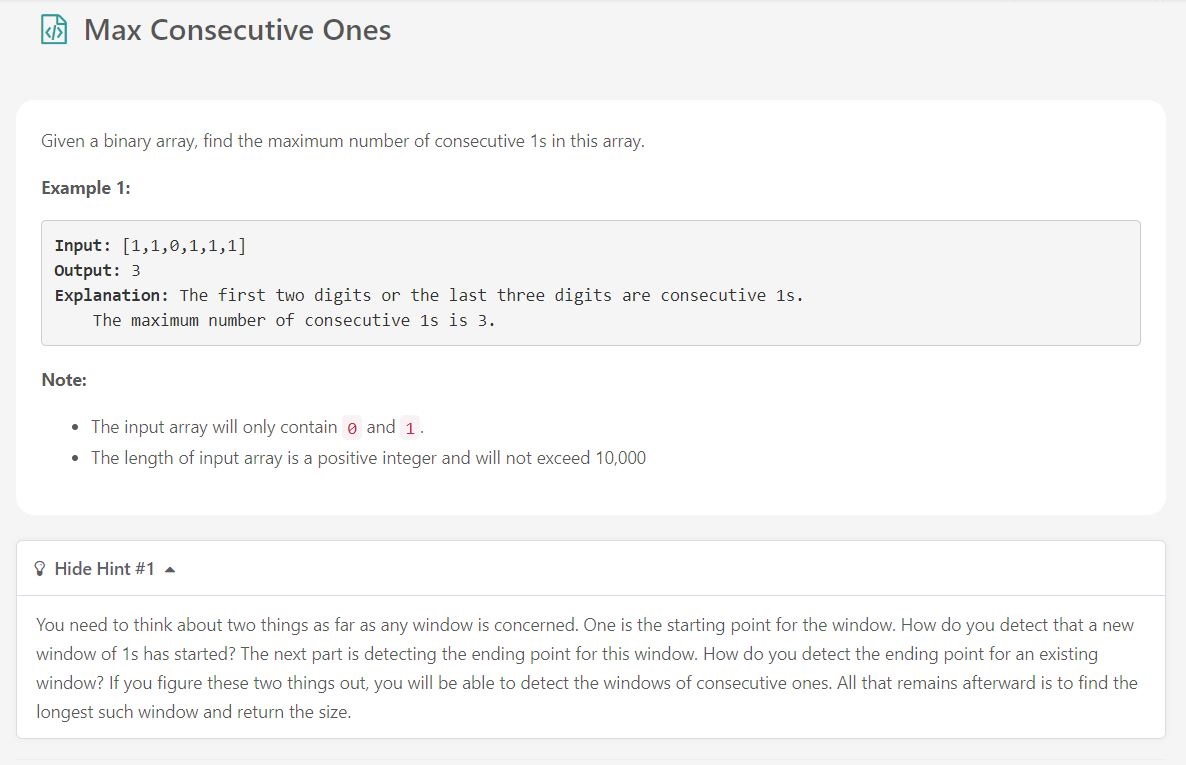 Max Consecutive Ones
Given a binary array, find the maximum number of consecutive 1s in this array.
Example 1:
Input: [1,1,0,1,1,1]
Output: 3
Explanation: The first two digits or the last three digits are consecutive 1s.
The maximum number of consecutive 1s is 3.
Note:
• The input array will only contain 0 and 1 .
• The length of input array is a positive integer and will not exceed 10,000
Hide Hint #1
You need to think about two things as far as any window is concerned. One is the starting point for the window. How do you detect that a new
window of 1s has started? The next part is detecting the ending point for this window. How do you detect the ending point for an existing
window? If you figure these two things out, you will be able to detect the windows of consecutive ones. All that remains afterward is to find the
longest such window and return the size.